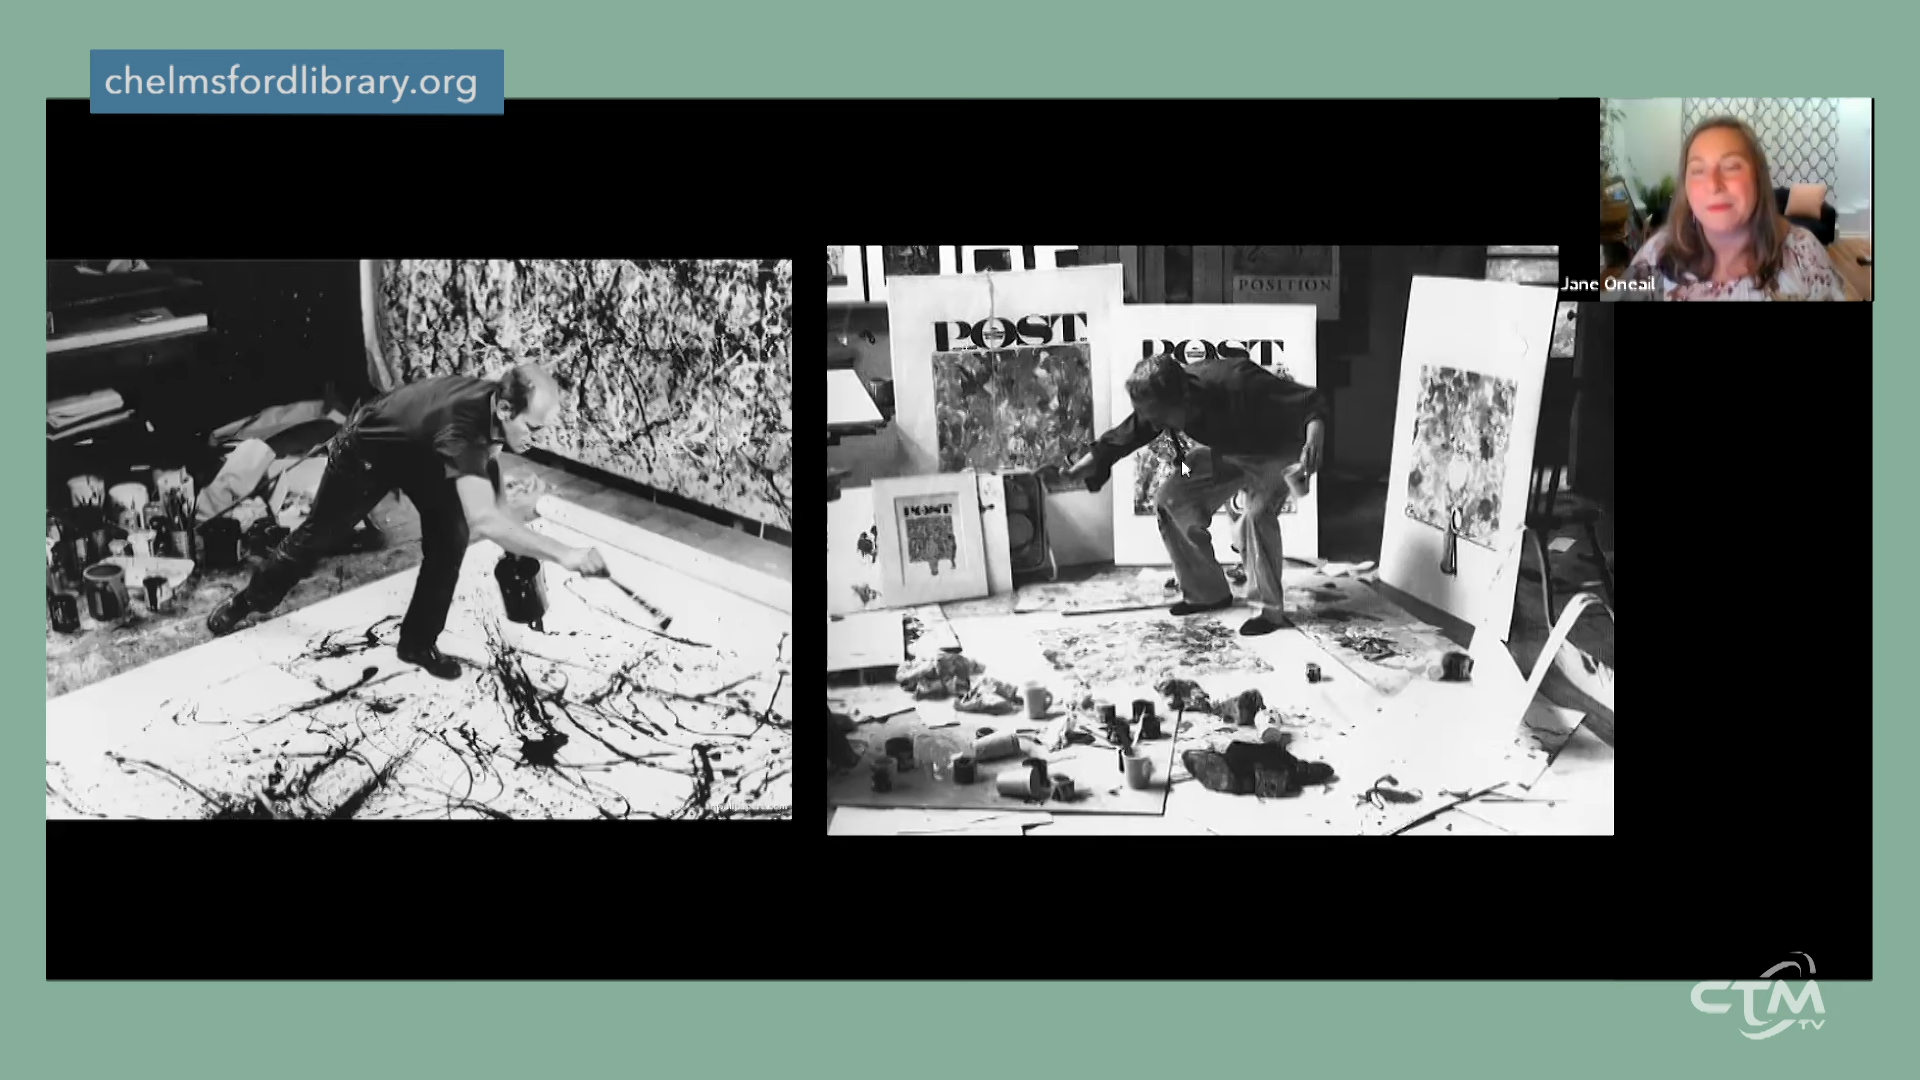 chelmsfordlibrary.org
Jane Oneail
POSITION
POST
POST
POST
CTM
TV